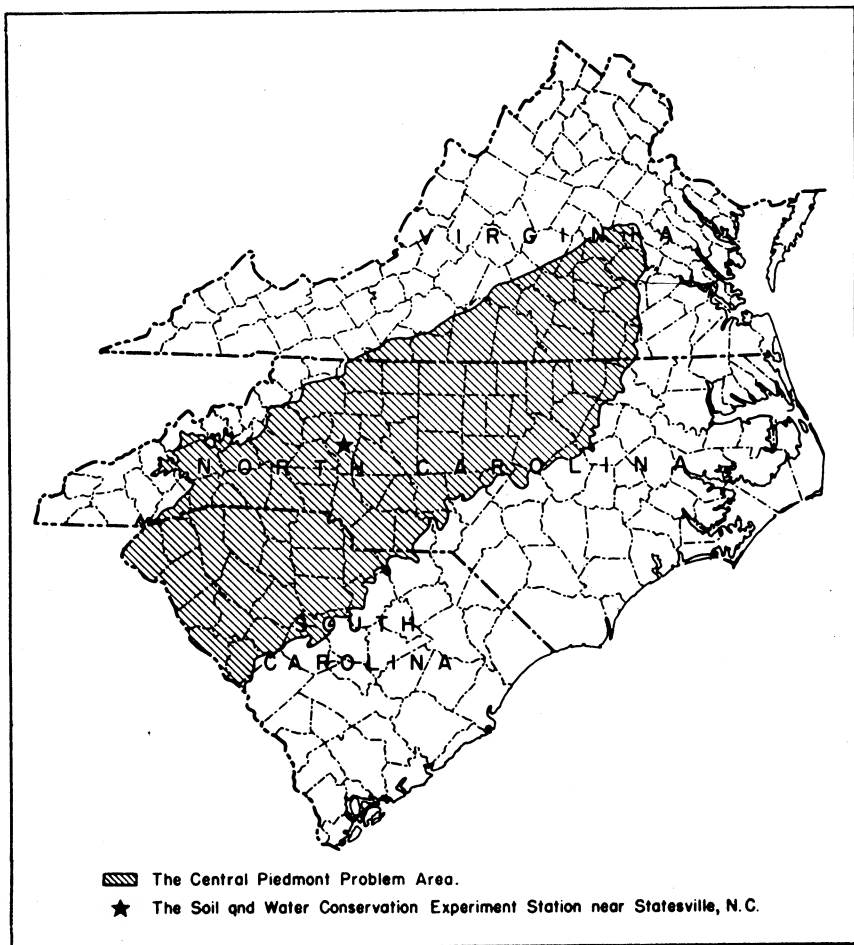 VIRGINIA
NORTH CAROLINA
SOUTH
CAROLINA
The Central Piedmont Problem Area.
The Soil and Water Conservation Experiment Station near Statesville, N.C.